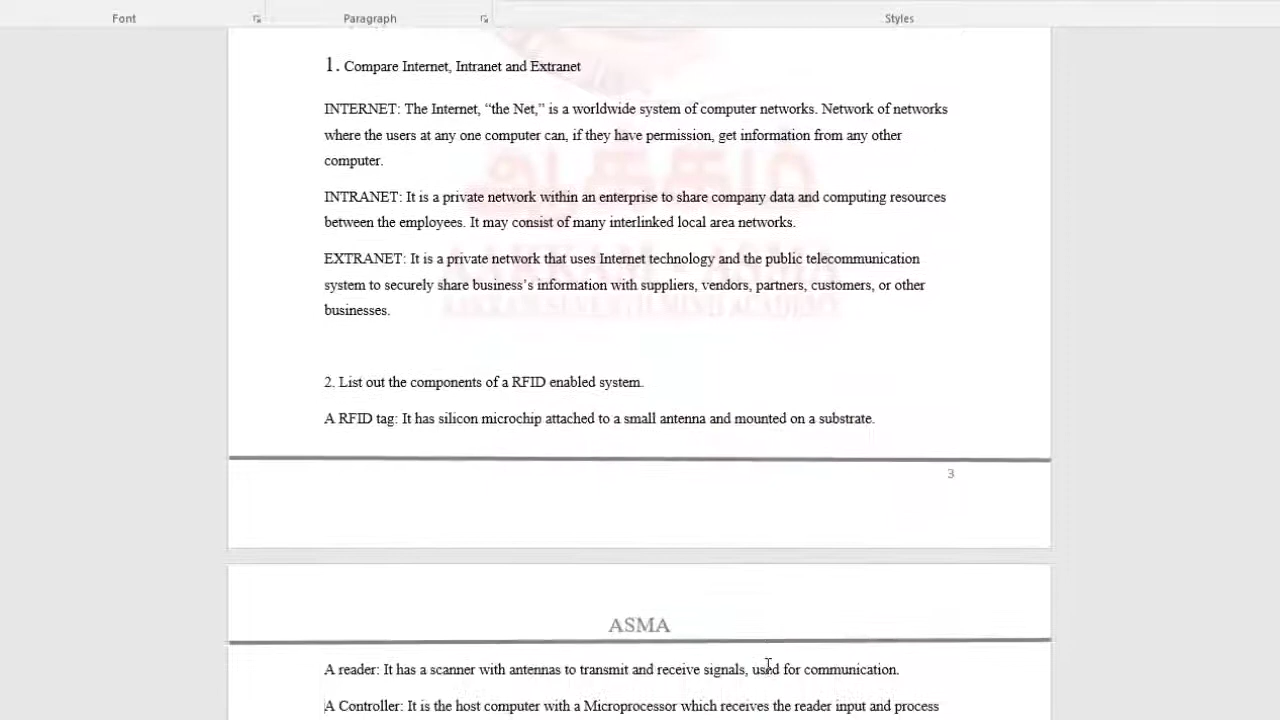 Font
Paragraph
Styles
1. Compare Internet, Intranet and Extranet
INTERNET: The Internet, “the Net,” is a worldwide system of computer networks. Network of networks
where the users at any one computer can, if they have permission, get information from any other
computer.
INTRANET: It is a private network within an enterprise to share company data and computing resources
between the employees. It may consist of many interlinked local area networks.
EXTRANET: It is a private network that uses Internet technology and the public telecommunication
system to securely share business’s information with suppliers, vendors, partners, customers, or other
businesses.
2. List out the components of a RFID enabled system.
A RFID tag: It has silicon microchip attached to a small antenna and mounted on a substrate.
3
ASMA
A reader: It has a scanner with antennas to transmit and receive signals, used for communication.
A Controller: It is the host computer with a Microprocessor which receives the reader input and process